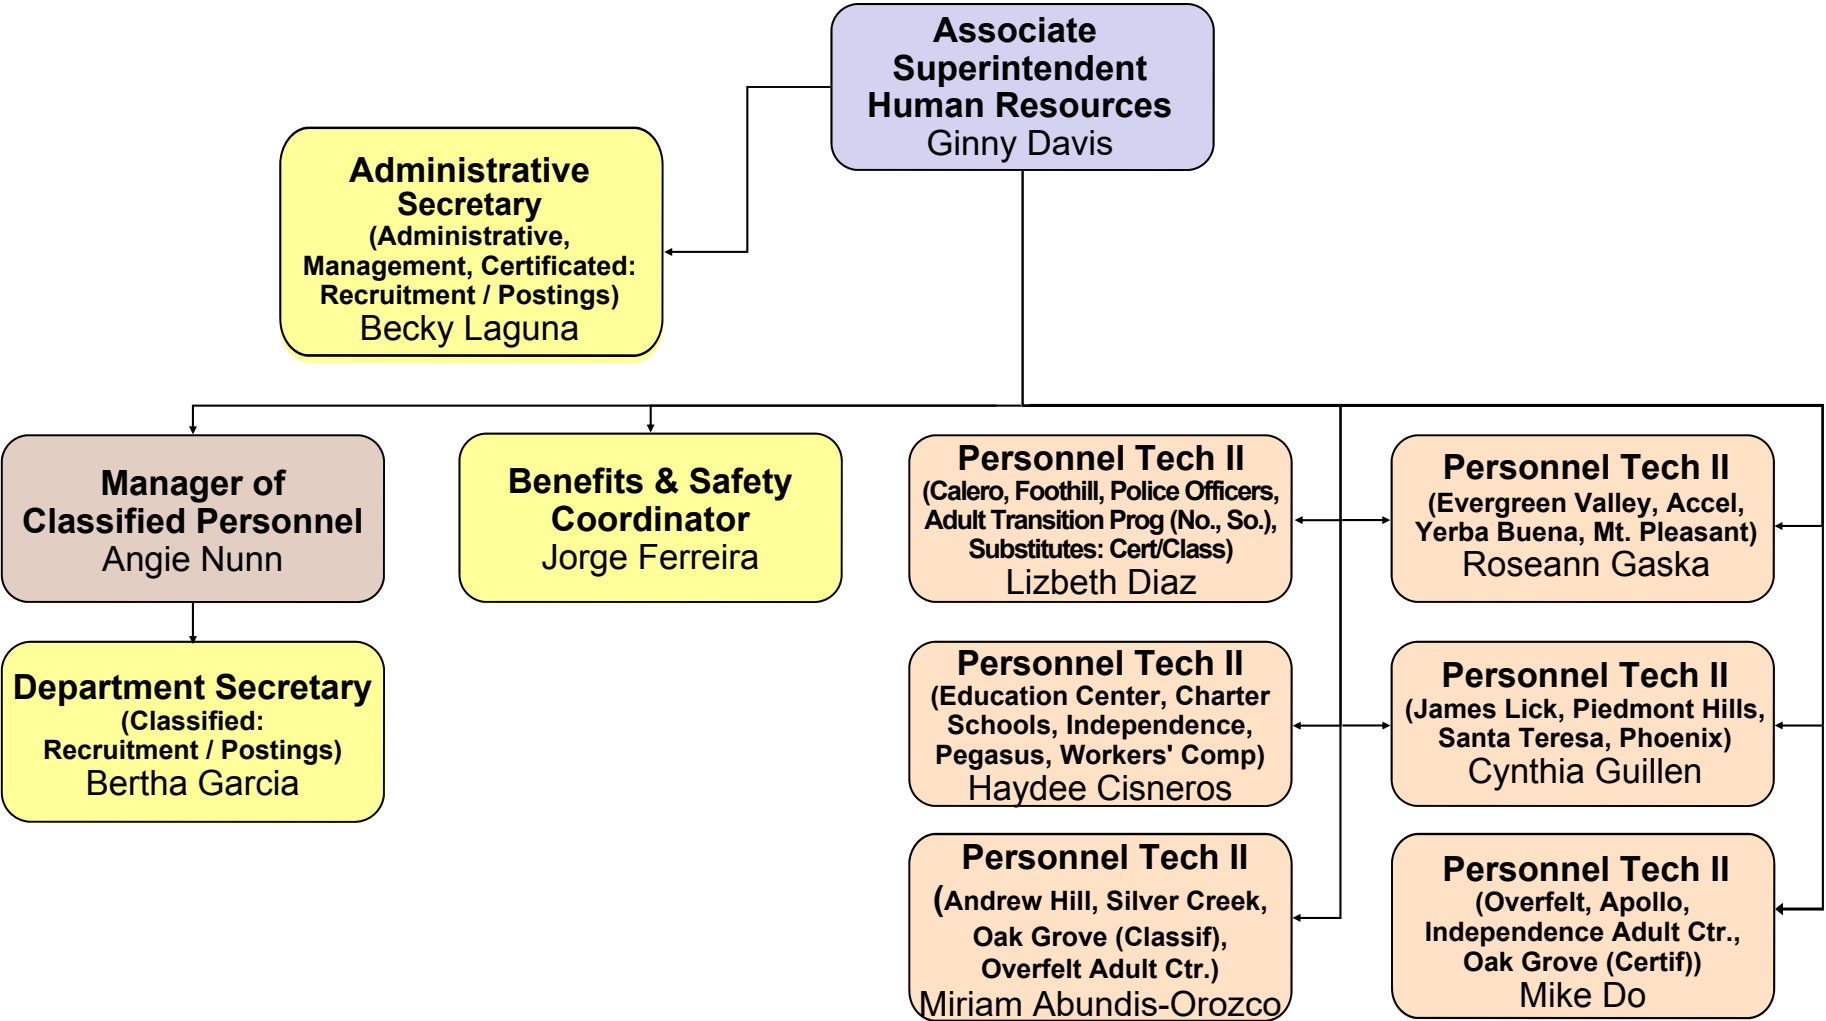 Associate
Superintendent
Human Resources
Ginny Davis
Administrative
Secretary
(Administrative,
Management, Certificated:
Recruitment / Postings)
Becky Laguna
Manager of
Classified Personnel
Angie Nunn
Benefits & Safety
Coordinator
Jorge Ferreira
Personnel Tech II
(Calero, Foothill, Police Officers,
Adult Transition Prog (No., So.),
Substitutes: Cert/Class)
Lizbeth Diaz
Personnel Tech II
(Evergreen Valley, Accel,
Yerba Buena, Mt. Pleasant)
Roseann Gaska
Department Secretary
(Classified:
Recruitment / Postings)
Bertha Garcia
Personnel Tech II
(Education Center, Charter
Schools, Independence,
Pegasus, Workers' Comp)
Haydee Cisneros
Personnel Tech II
(James Lick, Piedmont Hills,
Santa Teresa, Phoenix)
Cynthia Guillen
Personnel Tech II
(Andrew Hill, Silver Creek,
Oak Grove (Classif),
Overfelt Adult Ctr.)
Miriam Abundis-Orozco
Personnel Tech II
(Overfelt, Apollo,
Independence Adult Ctr.,
Oak Grove (Certif))
Mike Do